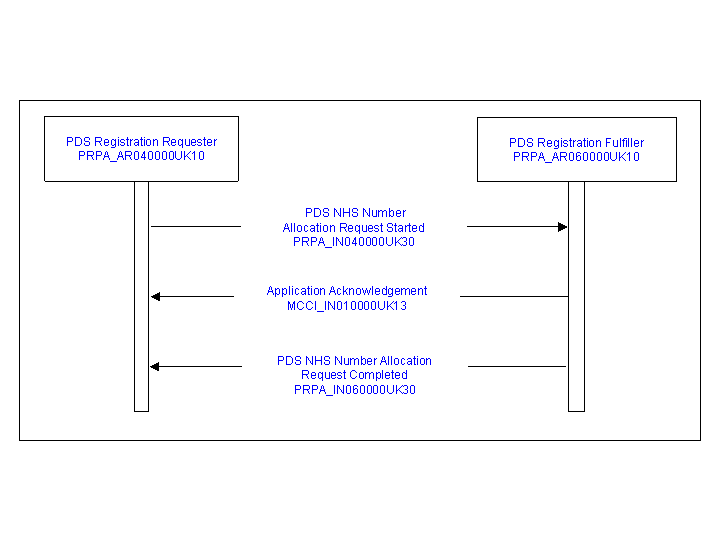 PDS Registration Requester
PRPA_AR040000UK10
PDS Registration Fulfiller
PRPA_AR060000UK10
PDS NHS Number
Allocation Request Started
PRPA_IN040000UK30
Application Acknowledgement
MCCI_IN010000UK13
PDS NHS Number Allocation
Request Completed
PRPA_IN060000UK30